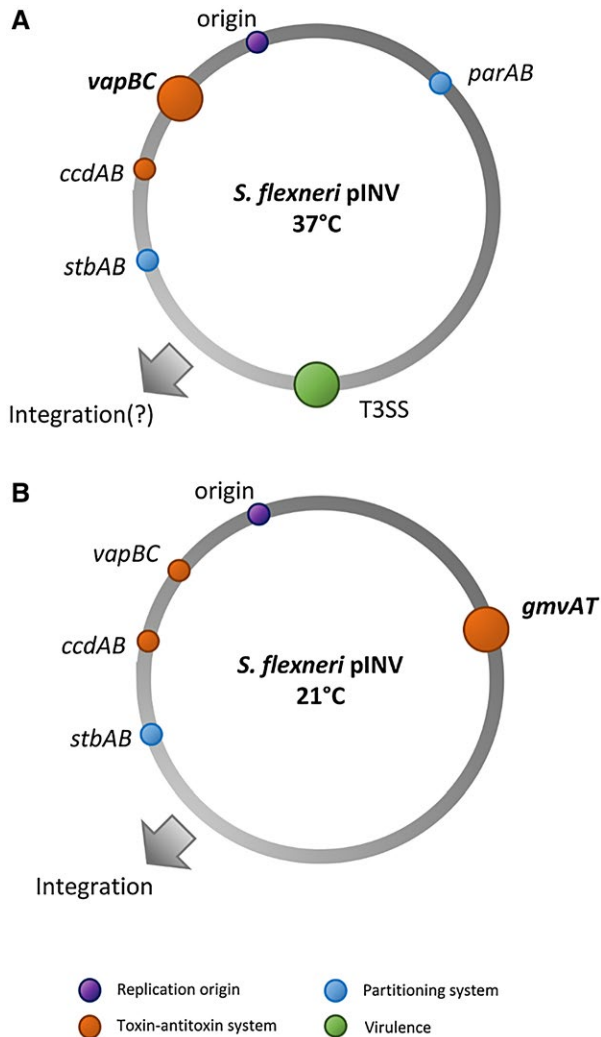 A
origin
vapBC
parAB
ccdAB
S. flexneri pINV
37°C
stbAB
Integration(?)
T3SS
B
origin
vapBC
gmvAT
ccdAB
S. flexneri pINV
21°C
stbAB
Integration
Replication origin
Partitioning system
Toxin-antitoxin system
Virulence